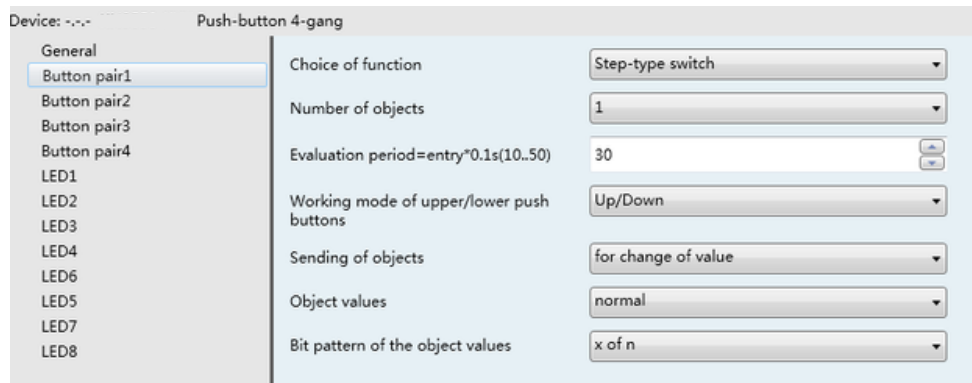 Device: -.-.- Push-button 4-gang
General
Button pair1
Button pair2
Button pair3
Button pair4
LED1
LED2
LED3
LED4
LED6
LED5
LED7
LED8
Choice of function Step-type switch
Number of objects 1
Evaluation period=entry*0.1s(10..50) 30
Working mode of upper/lower push Up/Down
buttons
Sending of objects for change of value
Object values normal
Bit pattern of the object values x of n